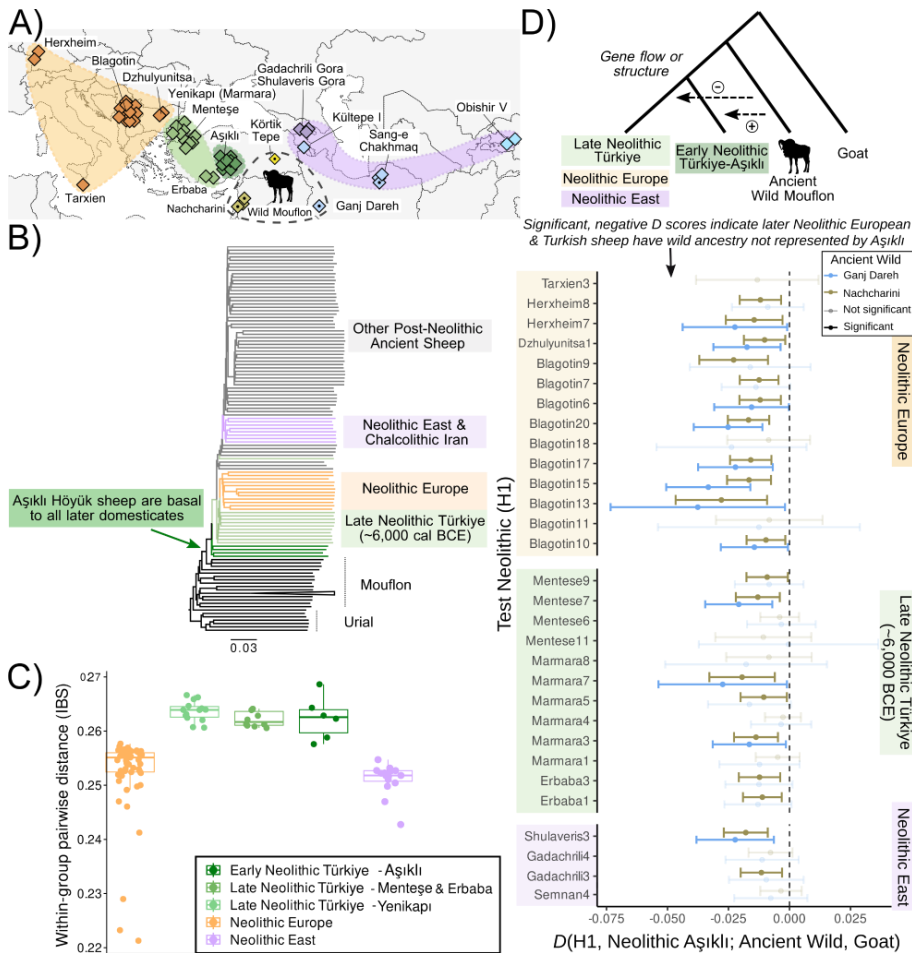 A)
Herxheim
Blagotin
Dzhulyunitsa
Yenikapı (Marmara)
Menteşe
Aşıklı
Erbaba
Tarxien
Nachcharini
Körtik
Tepe
Gadachrili Gora
Shulaveris Gora
Kültepe I
Sang-e
Chakhmaq
Obishir V
Wild Mouflon
Ganj Dareh
B)
Other Post-Neolithic
Ancient Sheep
Neolithic East &
Chalcolithic Iran
Neolithic Europe
Late Neolithic Türkiye
(~6,000 cal BCE)
Aşıklı Höyük sheep are basal
to all later domesticates
Mouflon
Urial
0.03
C)
Within-group pairwise distance (IBS)
0.27
0.26
0.25
0.24
0.23
0.22
Early Neolithic Türkiye - Aşıklı
Late Neolithic Türkiye - Menteşe & Erbaba
Late Neolithic Türkiye - Yenikapı
Neolithic Europe
Neolithic East
D)
Gene flow or
structure
−
+
Late Neolithic
Türkiye
Neolithic Europe
Neolithic East
Early Neolithic
Türkiye-Aşıklı
Ancient
Wild Mouflon
Goat
Significant, negative D scores indicate later Neolithic European
& Turkish sheep have wild ancestry not represented by Aşıklı
Ancient Wild
Ganj Dareh
Nachcharini
Not significant
Significant
Test Neolithic (H1)
Tarxien3
Herxheim8
Herxheim7
Dzhulyunitsa1
Blagotin9
Blagotin7
Blagotin6
Blagotin20
Blagotin18
Blagotin17
Blagotin15
Blagotin13
Blagotin11
Blagotin10
Neolithic Europe
Mentese9
Mentese7
Mentese6
Mentese11
Marmara8
Marmara7
Marmara5
Marmara4
Marmara3
Marmara1
Erbaba3
Erbaba1
Late Neolithic Türkiye
(~6,000 BCE)
Shulaveris3
Gadachrili4
Gadachrili3
Semnan4
Neolithic East
-0.075
-0.050
-0.025
0.000
0.025
D(H1, Neolithic Aşıklı; Ancient Wild, Goat)